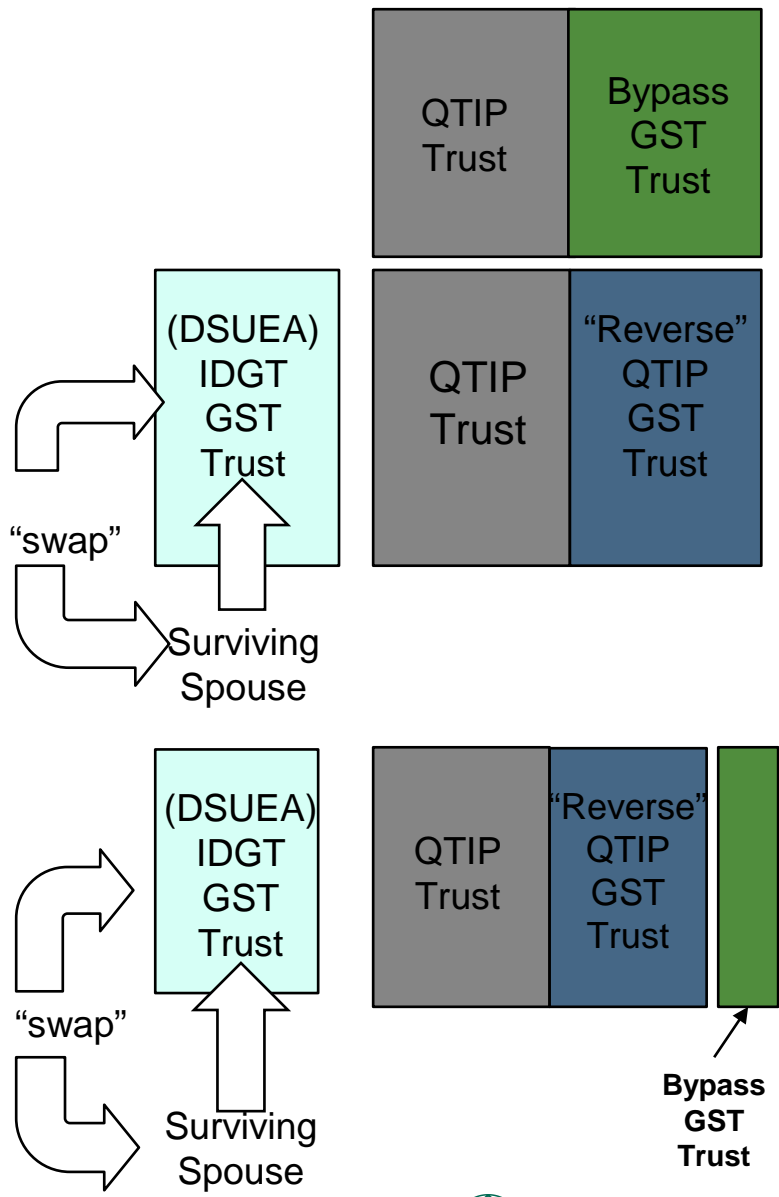 QTIP
Trust
Bypass
GST
Trust
(DSUEA)
IDGT
GST
Trust
QTIP
Trust
“Reverse”
QTIP
GST
Trust
“swap”
Surviving
Spouse
(DSUEA)
IDGT
GST
Trust
QTIP
Trust
“Reverse”
QTIP
GST
Trust
“swap”
Surviving
Spouse
Bypass
GST
Trust